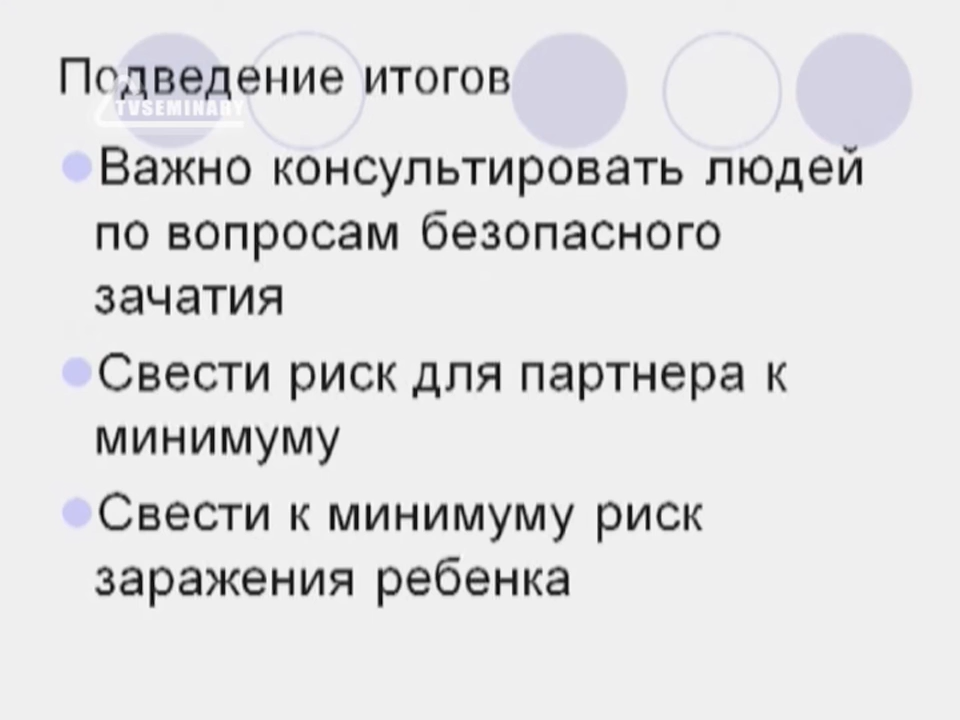 Подведение итогов
TVSEMINARY
Важно консультировать людей
по вопросам безопасного
зачатия
Свести риск для партнера к
минимуму
Свести к минимуму риск
заражения ребенка